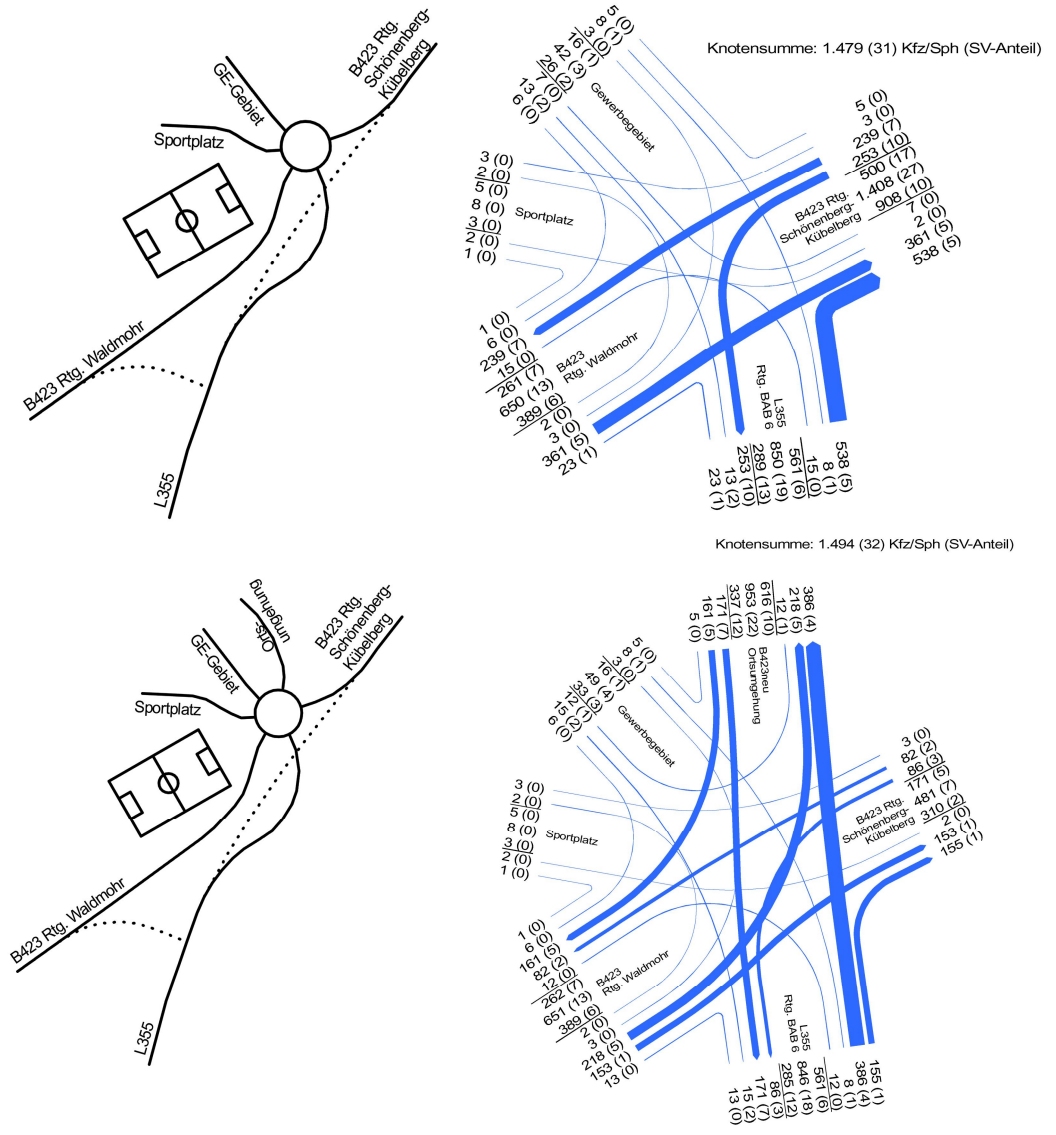 B423 Rtg.
Schönenberg-
Kübelberg
GE-Gebiet
Sportplatz
B423 Rtg. Waldmohr
L355
Knotensumme: 1.479 (31) Kfz/Sph (SV-Anteil)
5 (0)
8 (1)
3 (0)
16 (1)
42 (3)
26 (2)
7 (0)
13 (2)
6 (0)
Gewerbegebiet
5 (0)
3 (0)
239 (7)
253 (10)
500 (17)
1.408 (27)
908 (10)
7 (0)
2 (0)
361 (5)
538 (5)
B423 Rtg.
Schönenberg-
Kübelberg
3 (0)
2 (0)
5 (0)
8 (0)
3 (0)
2 (0)
1 (0)
Sportplatz
1 (0)
6 (0)
239 (7)
15 (0)
261 (7)
650 (13)
389 (6)
2 (0)
3 (0)
361 (5)
23 (1)
B423
Rtg. Waldmohr
L355
Rtg. BAB 6
538 (5)
8 (1)
15 (0)
561 (6)
850 (19)
289 (13)
253 (10)
13 (2)
23 (1)
Orts-
umgehung
B423 Rtg.
Schönenberg-
Kübelberg
GE-Gebiet
Sportplatz
B423 Rtg. Waldmohr
L355
Knotensumme: 1.494 (32) Kfz/Sph (SV-Anteil)
5 (0)
161 (5)
171 (7)
337 (12)
953 (22)
616 (10)
12 (1)
218 (5)
386 (4)
B423neu
Ortsumgehung
5 (0)
8 (1)
3 (0)
16 (1)
49 (4)
33 (3)
12 (1)
15 (2)
6 (0)
Gewerbegebiet
3 (0)
82 (2)
86 (3)
171 (5)
481 (7)
310 (2)
2 (0)
153 (1)
155 (1)
B423 Rtg.
Schönenberg-
Kübelberg
3 (0)
2 (0)
5 (0)
8 (0)
3 (0)
2 (0)
1 (0)
Sportplatz
1 (0)
6 (0)
161 (5)
82 (2)
12 (0)
262 (7)
651 (13)
389 (6)
2 (0)
3 (0)
218 (5)
153 (1)
13 (0)
B423
Rtg. Waldmohr
L355
Rtg. BAB 6
155 (1)
386 (4)
8 (1)
12 (0)
561 (6)
846 (18)
285 (12)
86 (3)
171 (7)
15 (2)
13 (0)